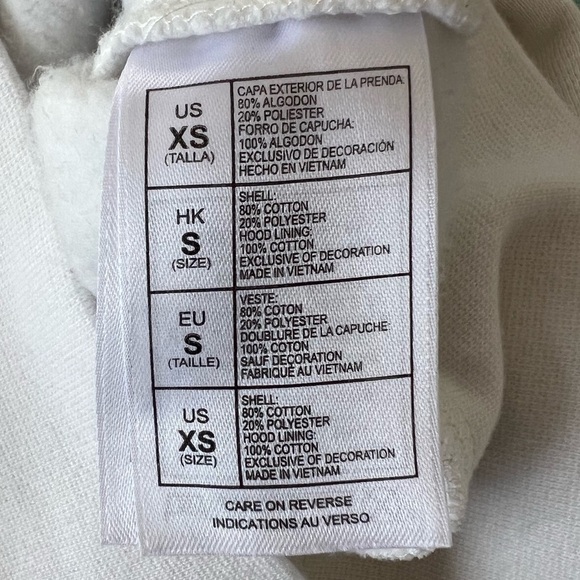 US
XS
(TALLA)
CAPA EXTERIOR DE LA PRENDA:
80% ALGODON
20% POLIESTER
FORRO DE CAPUCHA:
100% ALGODON
EXCLUSIVO DE DECORACIÓN
HECHO EN VIETNAM
HK
S
(SIZE)
SHELL:
80% COTTON
20% POLYESTER
HOOD LINING:
100% COTTON
EXCLUSIVE OF DECORATION
MADE IN VIETNAM
EU
S
(TAILLE)
VESTE:
80% COTON
20% POLYESTER
DOUBLURE DE LA CAPUCHE:
100% COTON
SAUF DECORATION
FABRIQUÉ AU VIETNAM
US
XS
(SIZE)
SHELL:
80% COTTON
20% POLYESTER
HOOD LINING:
100% COTTON
EXCLUSIVE OF DECORATION
MADE IN VIETNAM
CARE ON REVERSE
INDICATIONS AU VERSO